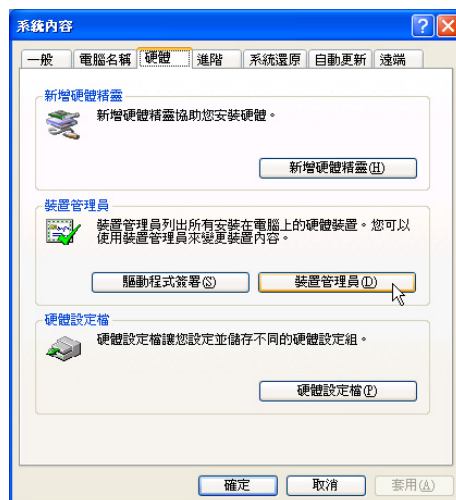 系統內容
一般 電腦名稱 硬體 進階 系統還原 自動更新 遠端
新增硬體精靈
新增硬體精靈協助您安裝硬體。
新增硬體精靈(H)
裝置管理員
裝置管理員列出所有安裝在電腦上的硬體裝置。您可以
使用裝置管理員來變更裝置內容。
驅動程式簽署(S) 裝置管理員(D)
硬體設定檔
硬體設定檔讓您設定並儲存不同的硬體設定組。
硬體設定檔(P)
確定 取消 套用(A)